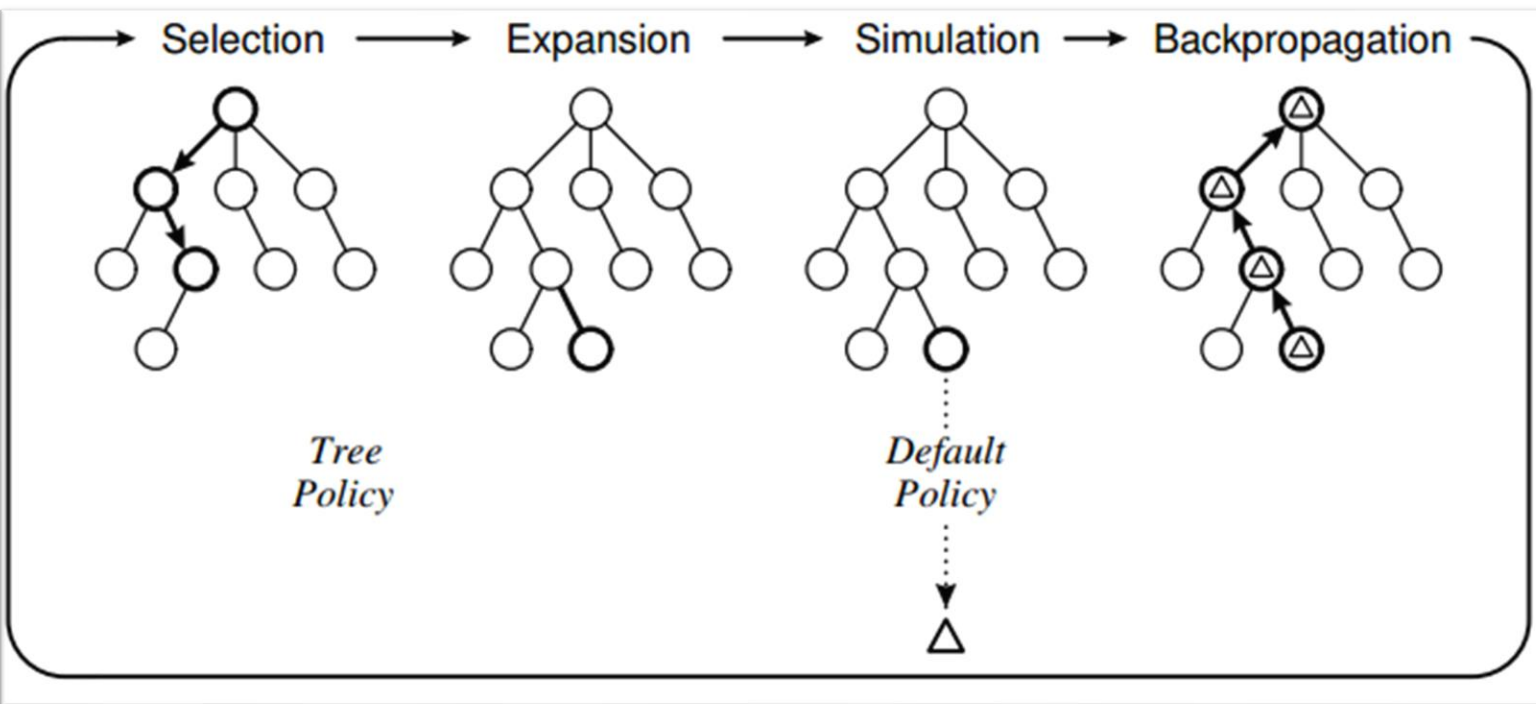 Selection
Expansion
Simulation
Backpropagation
Tree
Policy
Default
Policy